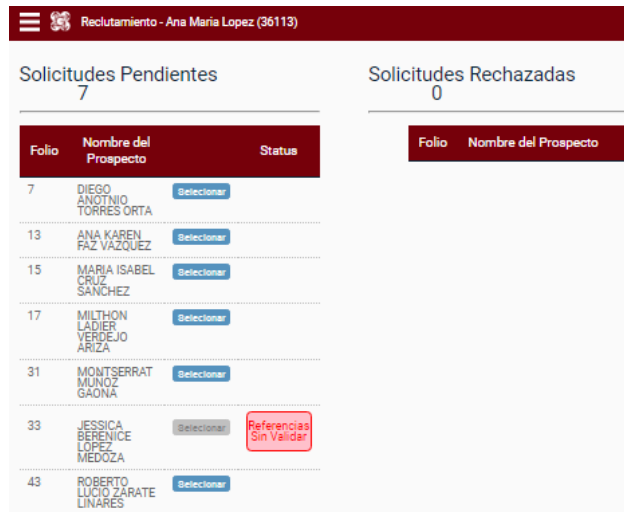 Reclutamiento - Ana Maria Lopez (36113)
Solicitudes Pendientes
7
Solicitudes Rechazadas
0
Folio Nombre del Prospecto Status
7 DIEGO ANOTNIO TORRES ORTA Selecionar
13 ANA KAREN FAZ VAZQUEZ Selecionar
15 MARIA ISABEL CRUZ SANCHEZ Selecionar
17 MILTHON LADIER VERDEJO ARIZA Selecionar
31 MONTSERRAT MUNOZ GAONA Selecionar
33 JESSICA BERENICE LOPEZ MEDOZA Selecionar Referencias Sin Validar
43 ROBERTO LUCIO ZARATE LINARES Selecionar
Folio Nombre del Prospecto